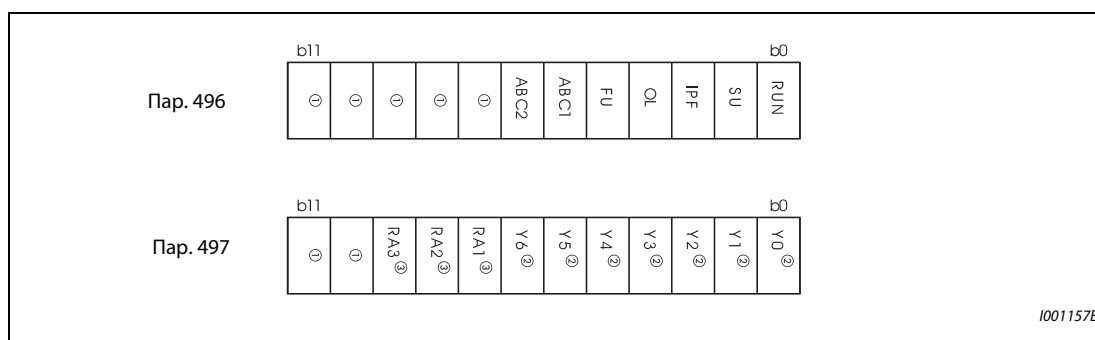 b11 b0
Пар. 496 ① ① ① ① ① ABC2 ABC1 FU OL IPF SU RUN
b11 b0
Пар. 497 ① ① RA3③ RA2③ RA1③ Y6② Y5② Y4② Y3② Y2② Y1② Y0②
I001157E